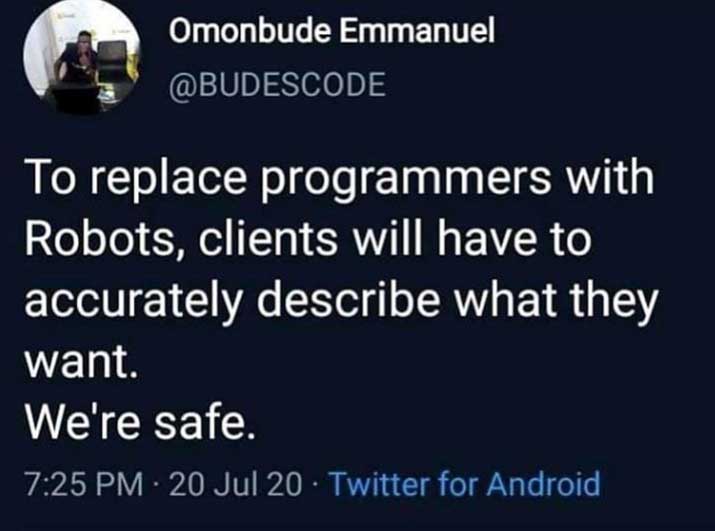 Omonbude Emmanuel
@BUDESCODE
To replace programmers with
Robots, clients will have to
accurately describe what they
want.
We're safe.
7:25 PM · 20 Jul 20 · Twitter for Android